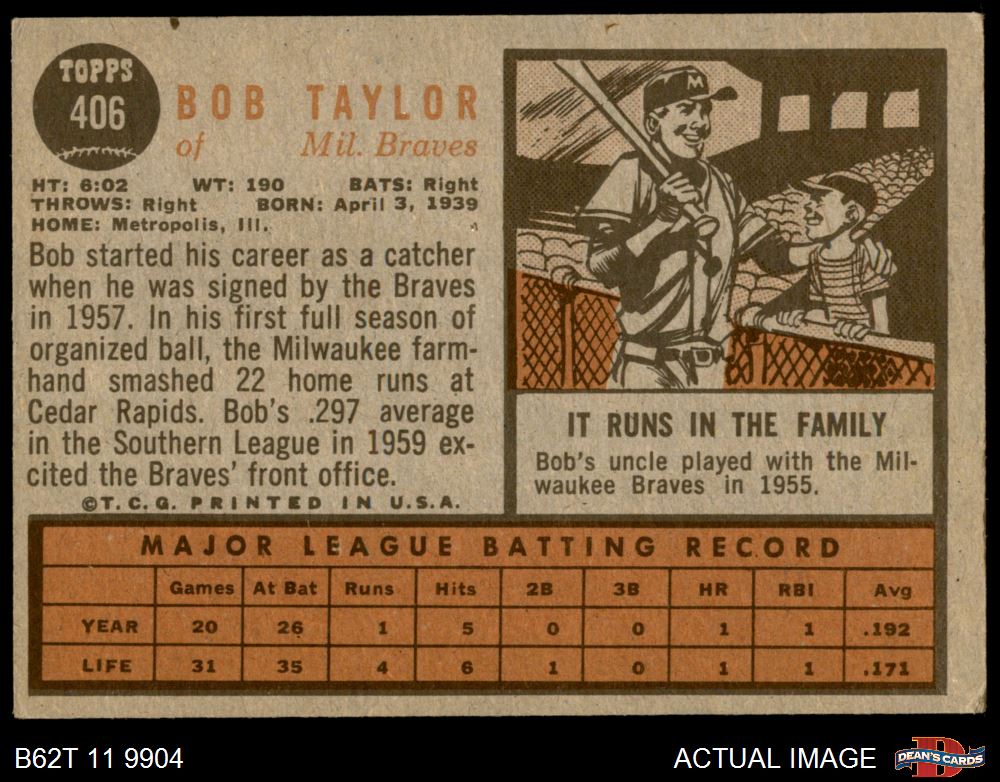 TOPPS
406
BOB TAYLOR
of Mil. Braves
HT: 6:02 WT: 190 BATS: Right
THROWS: Right BORN: April 3, 1939
HOME: Metropolis, Ill.
Bob started his career as a catcher
when he was signed by the Braves
in 1957. In his first full season of
organized ball, the Milwaukee farm-
hand smashed 22 home runs at
Cedar Rapids. Bob's .297 average
in the Southern League in 1959 ex-
cited the Braves' front office.
©T.C.G. PRINTED IN U.S.A.
M
IT RUNS IN THE FAMILY
Bob's uncle played with the Mil-
waukee Braves in 1955.
MAJOR LEAGUE BATTING RECORD
Games At Bat Runs Hits 2B 3B HR RBI Avg
YEAR 20 26 1 5 0 0 1 1 .192
LIFE 31 35 4 6 1 0 1 1 .171
B62T 11 9904 ACTUAL IMAGE
D
DEAN'S CARDS